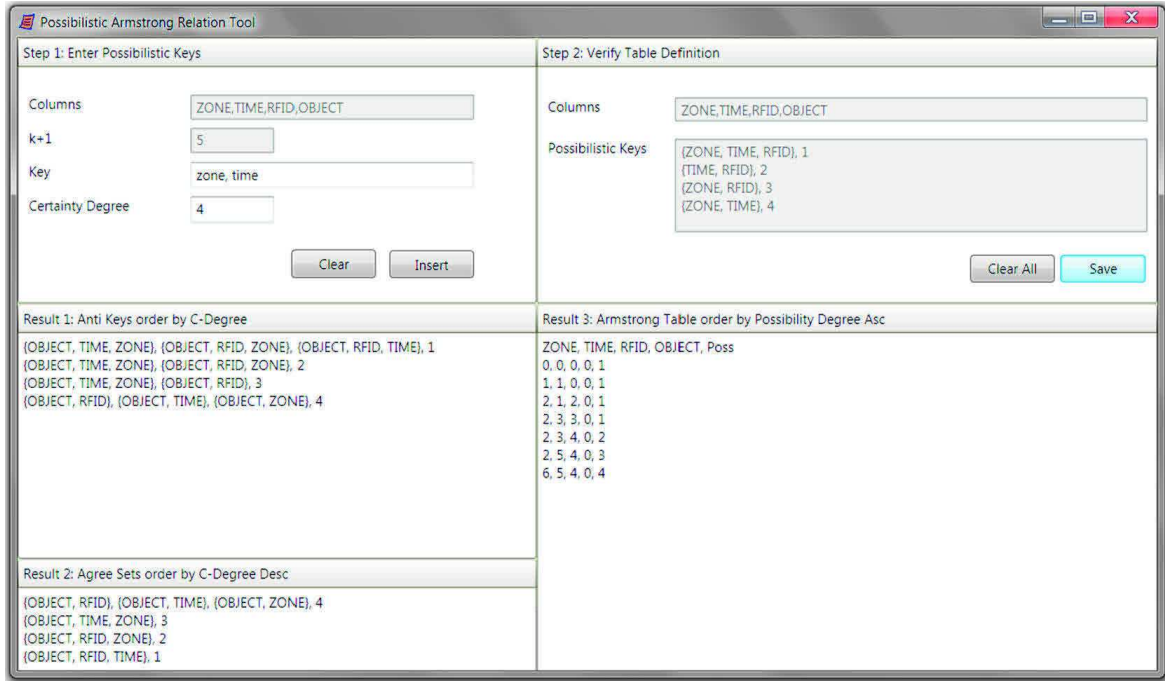 Possibilistic Armstrong Relation Tool
Step 1: Enter Possibilistic Keys
Columns
ZONE,TIME,RFID,OBJECT
k+1
5
Key
zone, time
Certainty Degree
4
Clear
Insert
Step 2: Verify Table Definition
Columns
ZONE,TIME,RFID,OBJECT
Possibilistic Keys
{ZONE, TIME, RFID}, 1
{TIME, RFID}, 2
{ZONE, RFID}, 3
{ZONE, TIME}, 4
Clear All
Save
Result 1: Anti Keys order by C-Degree
{OBJECT, TIME, ZONE}, {OBJECT, RFID, ZONE}, {OBJECT, RFID, TIME}, 1
{OBJECT, TIME, ZONE}, {OBJECT, RFID, ZONE}, 2
{OBJECT, TIME, ZONE}, {OBJECT, RFID}, 3
{OBJECT, RFID}, {OBJECT, TIME}, {OBJECT, ZONE}, 4
Result 2: Agree Sets order by C-Degree Desc
{OBJECT, RFID}, {OBJECT, TIME}, {OBJECT, ZONE}, 4
{OBJECT, TIME, ZONE}, 3
{OBJECT, RFID, ZONE}, 2
{OBJECT, RFID, TIME}, 1
Result 3: Armstrong Table order by Possibility Degree Asc
ZONE, TIME, RFID, OBJECT, Poss
0, 0, 0, 0, 1
1, 1, 0, 0, 1
2, 1, 2, 0, 1
2, 3, 3, 0, 1
2, 3, 4, 0, 2
2, 5, 4, 0, 3
6, 5, 4, 0, 4